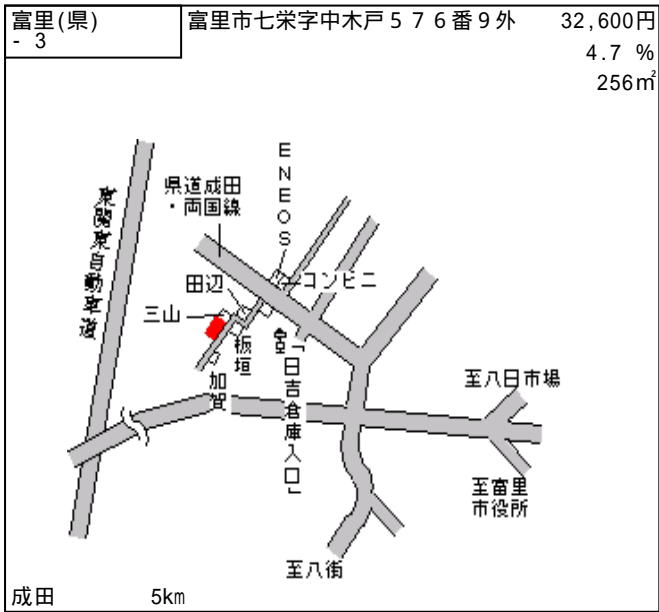 富里(県)
- 3
富里市七栄字中木戸５７６番９外
32,600円
4.7 %
256㎡
ENEOS
県道成田
・両国線
東関東自動車道
コンビニ
田辺
三山
板垣
加賀
「日吉倉庫入口」
至八日市場
至富里
市役所
至八街
成田 5km